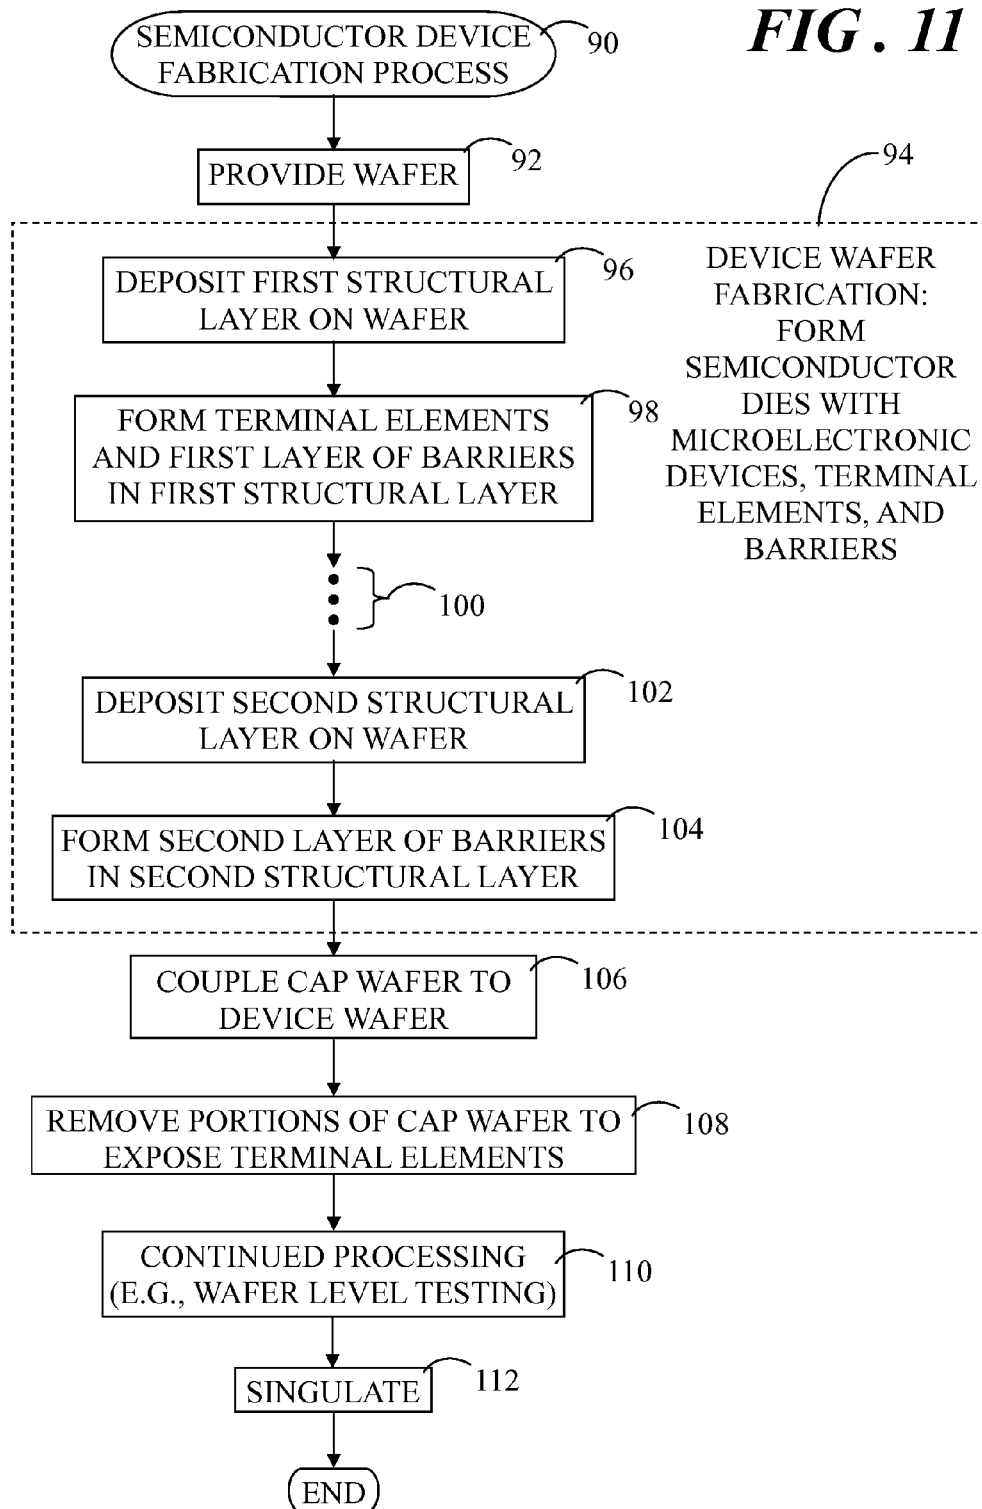 FIG. 11
SEMICONDUCTOR DEVICE
FABRICATION PROCESS
90
PROVIDE WAFER
92
94
DEVICE WAFER
FABRICATION:
FORM
SEMICONDUCTOR
DIES WITH
MICROELECTRONIC
DEVICES, TERMINAL
ELEMENTS, AND
BARRIERS
DEPOSIT FIRST STRUCTURAL
LAYER ON WAFER
96
FORM TERMINAL ELEMENTS
AND FIRST LAYER OF BARRIERS
IN FIRST STRUCTURAL LAYER
98
100
DEPOSIT SECOND STRUCTURAL
LAYER ON WAFER
102
FORM SECOND LAYER OF BARRIERS
IN SECOND STRUCTURAL LAYER
104
COUPLE CAP WAFER TO
DEVICE WAFER
106
REMOVE PORTIONS OF CAP WAFER TO
EXPOSE TERMINAL ELEMENTS
108
CONTINUED PROCESSING
(E.G., WAFER LEVEL TESTING)
110
SINGULATE
112
END